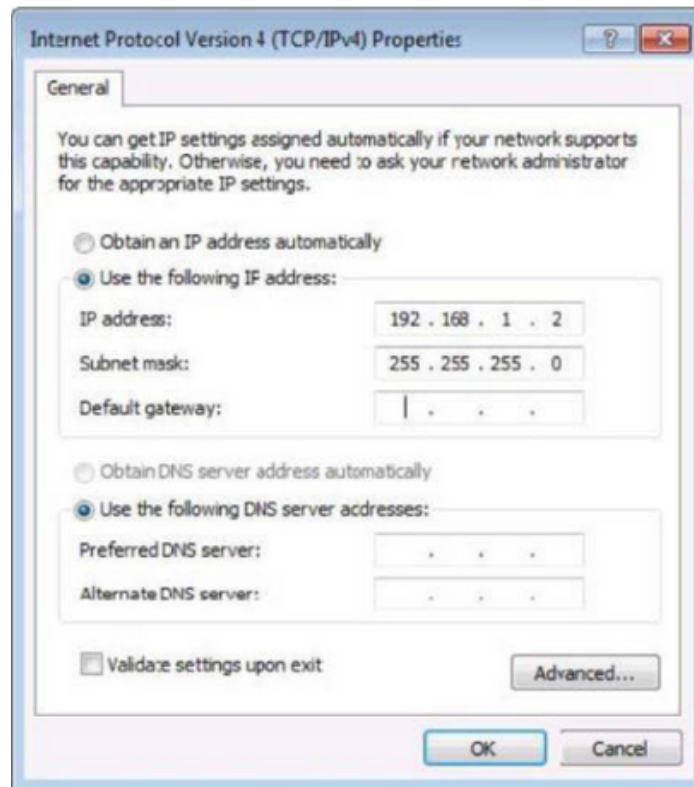 Internet Protocol Version 4 (TCP/IPv4) Properties
General
You can get IP settings assigned automatically if your network supports
this capability. Otherwise, you need to ask your network administrator
for the appropriate IP settings.
Obtain an IP address automatically
Use the following IP address:
IP address: 192 . 168 . 1 . 2
Subnet mask: 255 . 255 . 255 . 0
Default gateway: . . .
Obtain DNS server address automatically
Use the following DNS server addresses:
Preferred DNS server: . . .
Alternate DNS server: . . .
Validate settings upon exit
Advanced...
OK Cancel